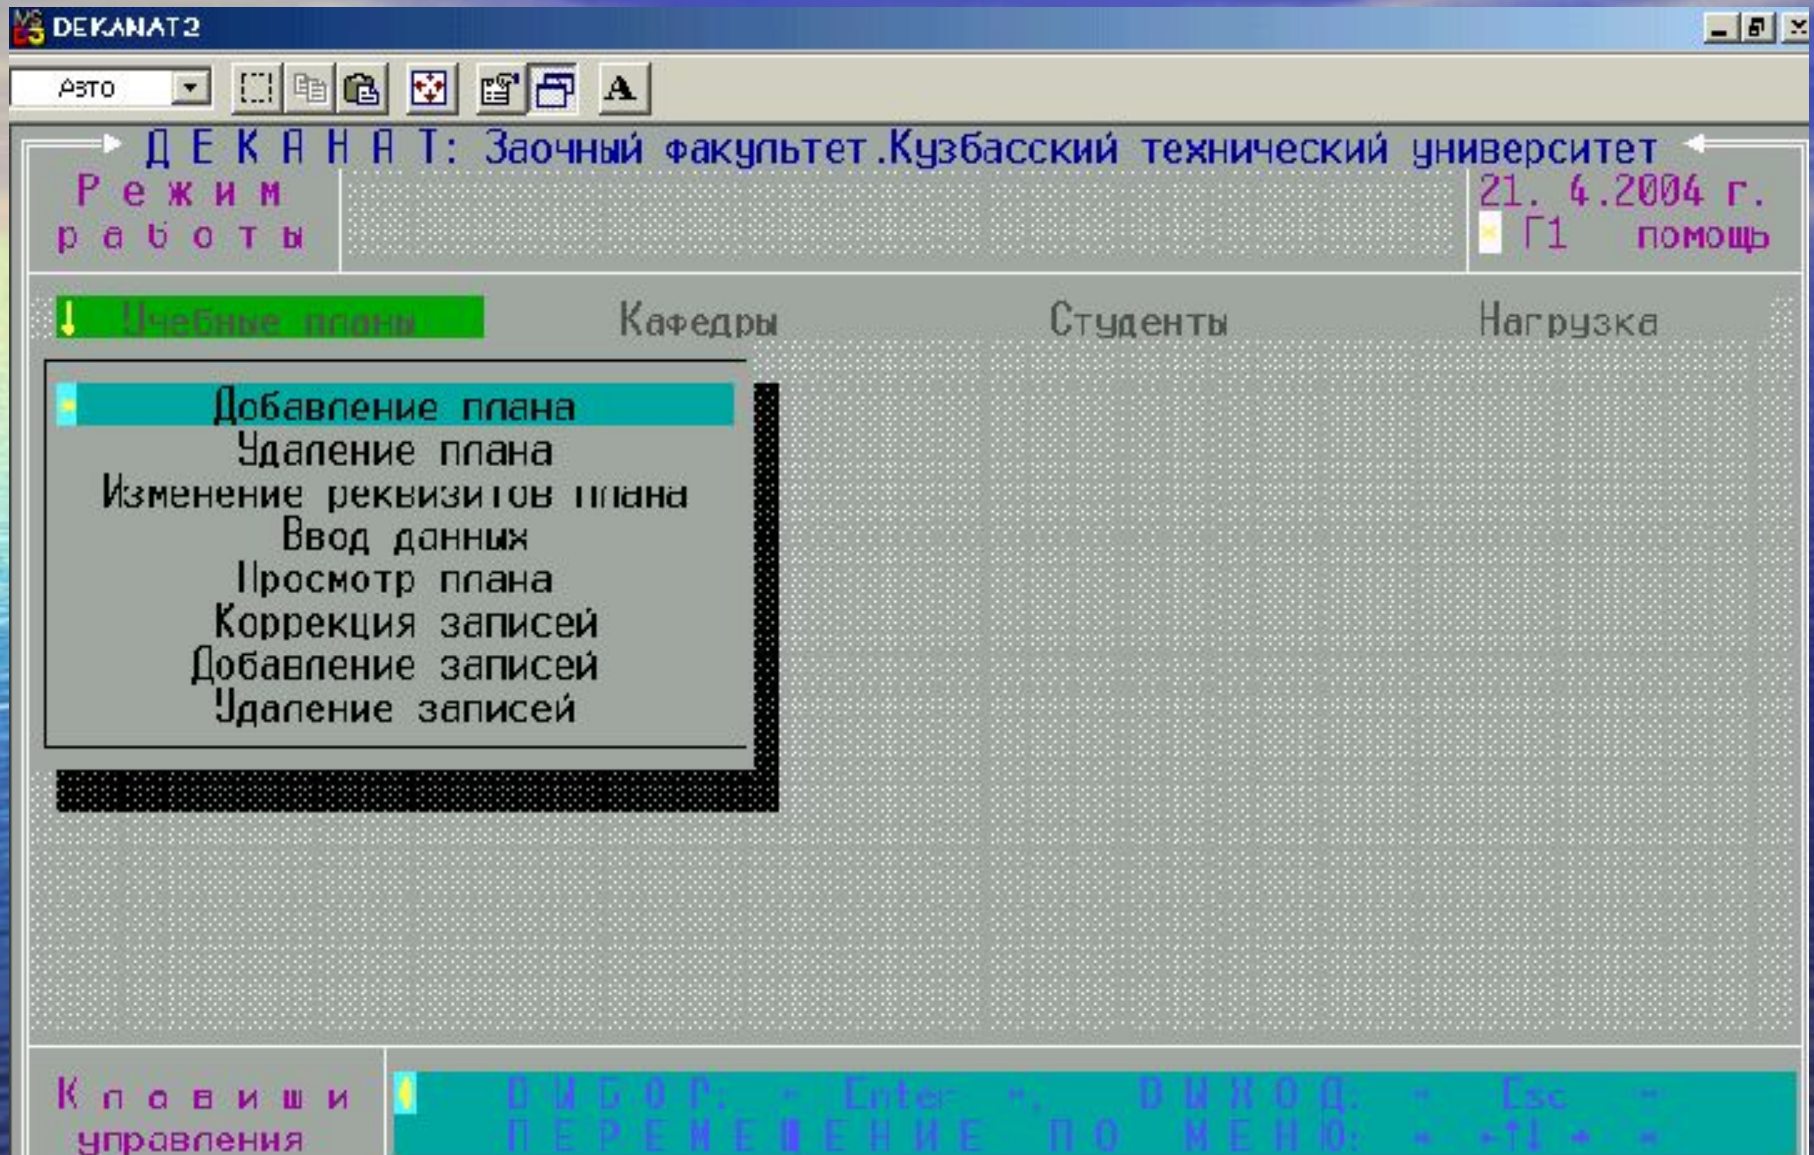 DEKANAT2
Авто
A
Д Е К А Н А Т: Заочный факультет.Кузбасский технический университет
Р е ж и м
р а б о т ы
21. 4.2004 г.
* F1 помощь
↓ Учебные планы Кафедры Студенты Нагрузка
* Добавление плана
Удаление плана
Изменение реквизитов плана
Ввод данных
Просмотр плана
Коррекция записей
Добавление записей
Удаление записей
К л а в и ш и
управления
В Ы Б О Р: " Enter ", В Ы Х О Д: " Esc "
П Е Р Е М Е Щ Е Н И Е П О М Е Н Ю: " ←↑↓→ "